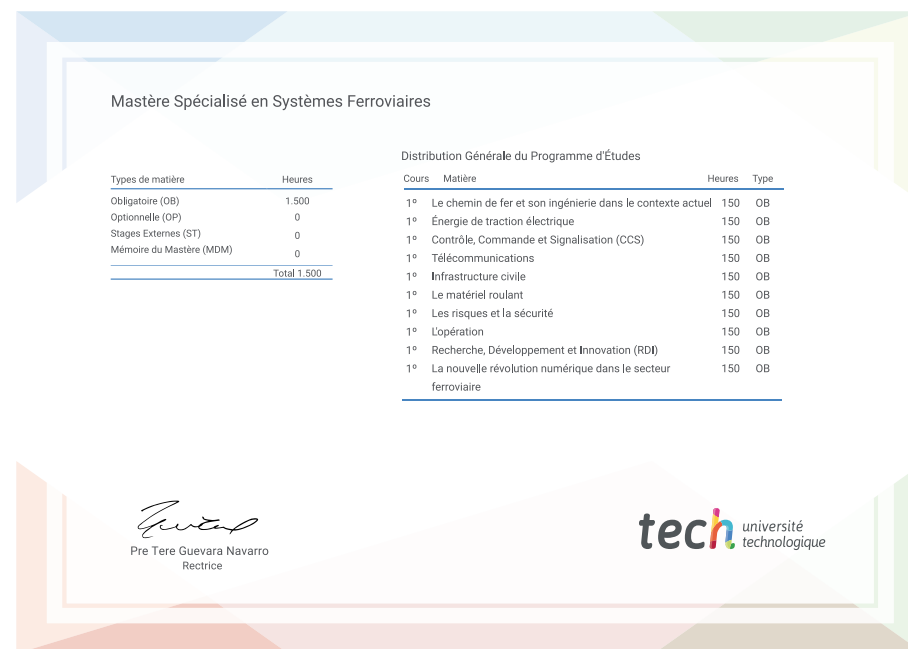 Mastère Spécialisé en Systèmes Ferroviaires
Types de matière Heures
Obligatoire (OB) 1.500
Optionnelle (OP) 0
Stages Externes (ST) 0
Mémoire du Mastère (MDM) 0
Total 1.500
Distribution Générale du Programme d'Études
Cours Matière Heures Type
1º Le chemin de fer et son ingénierie dans le contexte actuel 150 OB
1º Énergie de traction électrique 150 OB
1º Contrôle, Commande et Signalisation (CCS) 150 OB
1º Télécommunications 150 OB
1º Infrastructure civile 150 OB
1º Le matériel roulant 150 OB
1º Les risques et la sécurité 150 OB
1º L'opération 150 OB
1º Recherche, Développement et Innovation (RDI) 150 OB
1º La nouvelle révolution numérique dans le secteur 150 OB
ferroviaire
Pre Tere Guevara Navarro
Rectrice
tech université
technologique